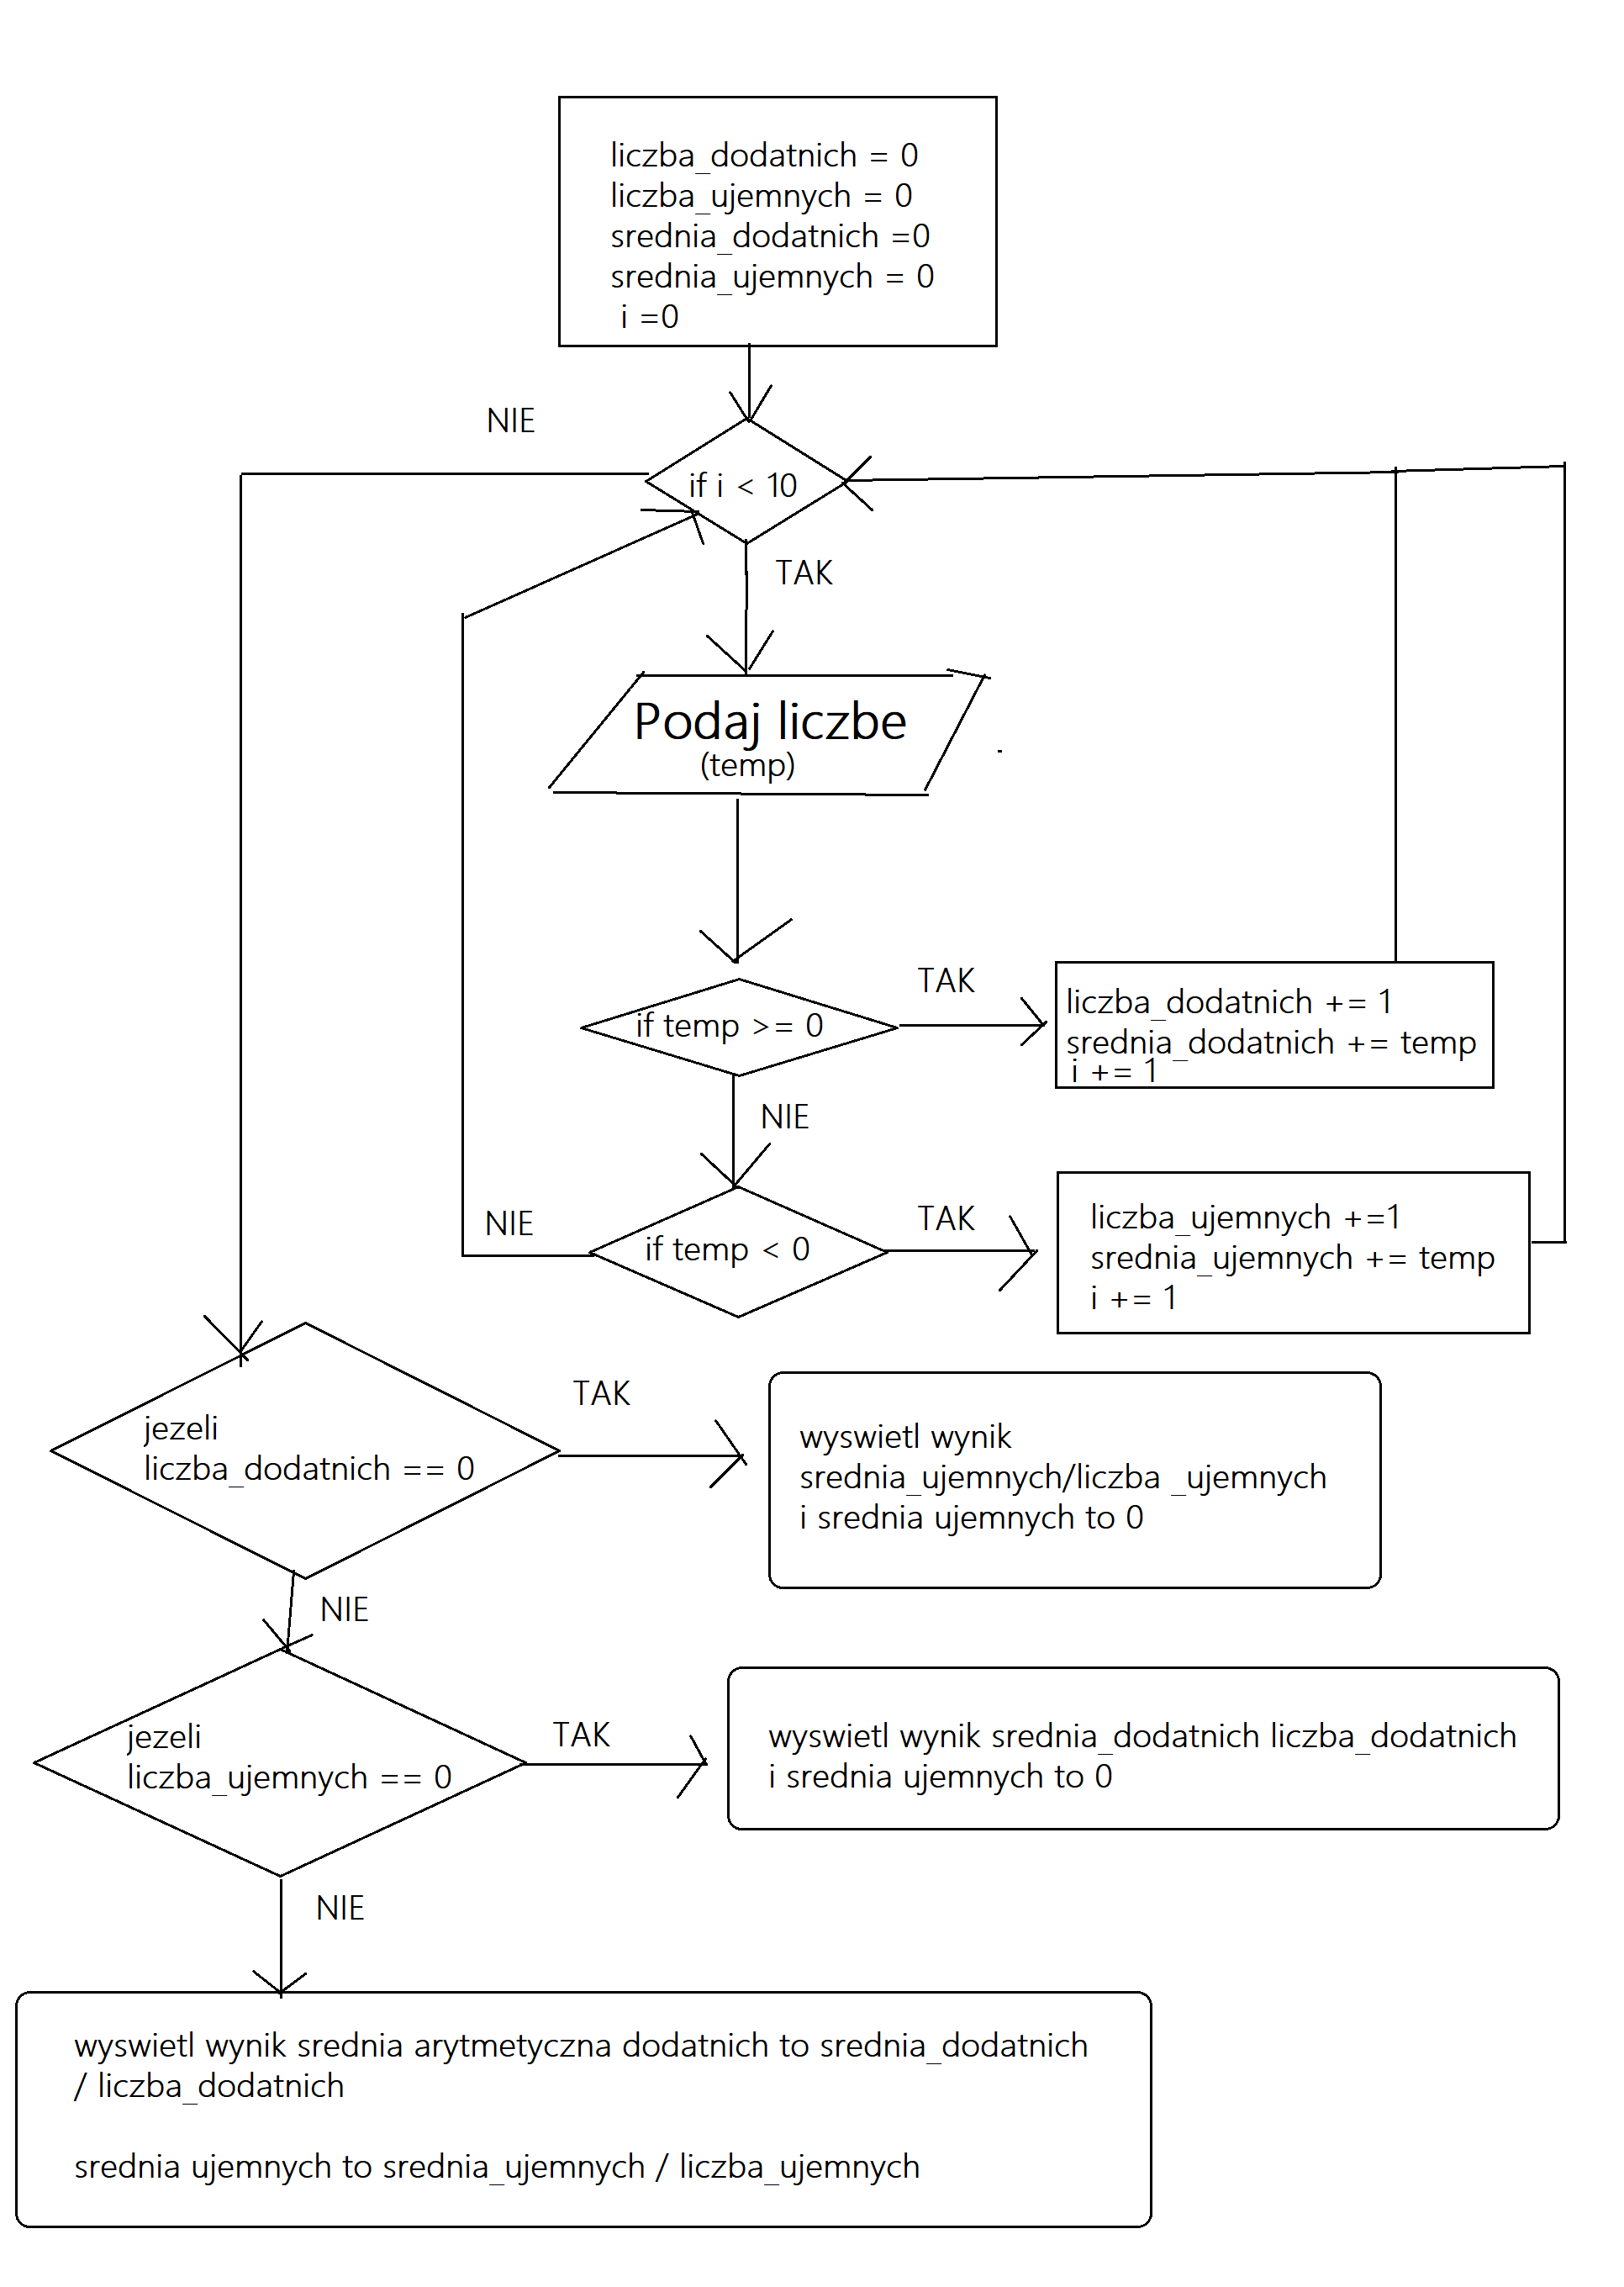 liczba_dodatnich = 0
liczba_ujemnych = 0
srednia_dodatnich =0
srednia_ujemnych = 0
i =0
NIE
if i < 10
TAK
Podaj liczbe
(temp)
if temp >= 0
TAK
liczba_dodatnich += 1
srednia_dodatnich += temp
i += 1
NIE
if temp < 0
NIE
TAK
liczba_ujemnych +=1
srednia_ujemnych += temp
i += 1
jezeli
liczba_dodatnich == 0
TAK
wyswietl wynik
srednia_ujemnych/liczba _ujemnych
i srednia ujemnych to 0
NIE
jezeli
liczba_ujemnych == 0
TAK
wyswietl wynik srednia_dodatnich liczba_dodatnich
i srednia ujemnych to 0
NIE
wyswietl wynik srednia arytmetyczna dodatnich to srednia_dodatnich
/ liczba_dodatnich
srednia ujemnych to srednia_ujemnych / liczba_ujemnych